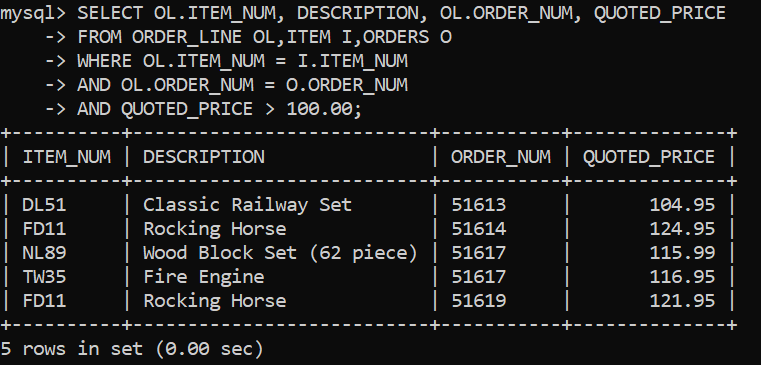 mysql> SELECT OL.ITEM_NUM, DESCRIPTION, OL.ORDER_NUM, QUOTED_PRICE
    -> FROM ORDER_LINE OL,ITEM I,ORDERS O
    -> WHERE OL.ITEM_NUM = I.ITEM_NUM
    -> AND OL.ORDER_NUM = O.ORDER_NUM
    -> AND QUOTED_PRICE > 100.00;
+----------+---------------------------+-----------+--------------+
| ITEM_NUM | DESCRIPTION               | ORDER_NUM | QUOTED_PRICE |
+----------+---------------------------+-----------+--------------+
| DL51     | Classic Railway Set       | 51613     |       104.95 |
| FD11     | Rocking Horse             | 51614     |       124.95 |
| NL89     | Wood Block Set (62 piece) | 51617     |       115.99 |
| TW35     | Fire Engine               | 51617     |       116.95 |
| FD11     | Rocking Horse             | 51619     |       121.95 |
+----------+---------------------------+-----------+--------------+
5 rows in set (0.00 sec)